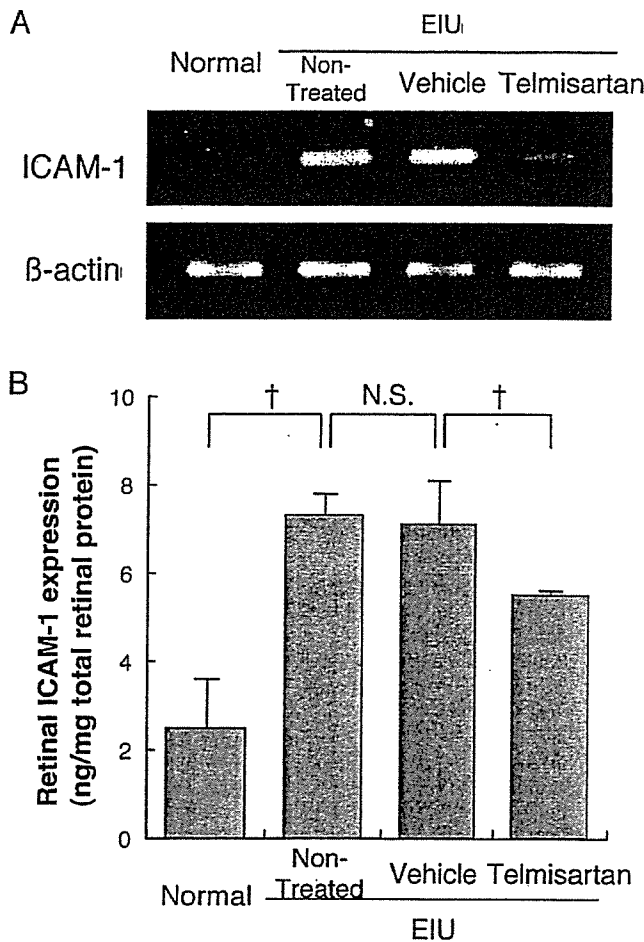 A
EIU
Normal
Non-
Treated
Vehicle
Telmisartan
ICAM-1
ß-actin
B
10
8
6
4
2
0
†
N.S.
†
Retinal ICAM-1 expression
(ng/mg total retinal protein)
Normal
Non-
Treated
Vehicle
Telmisartan
EIU